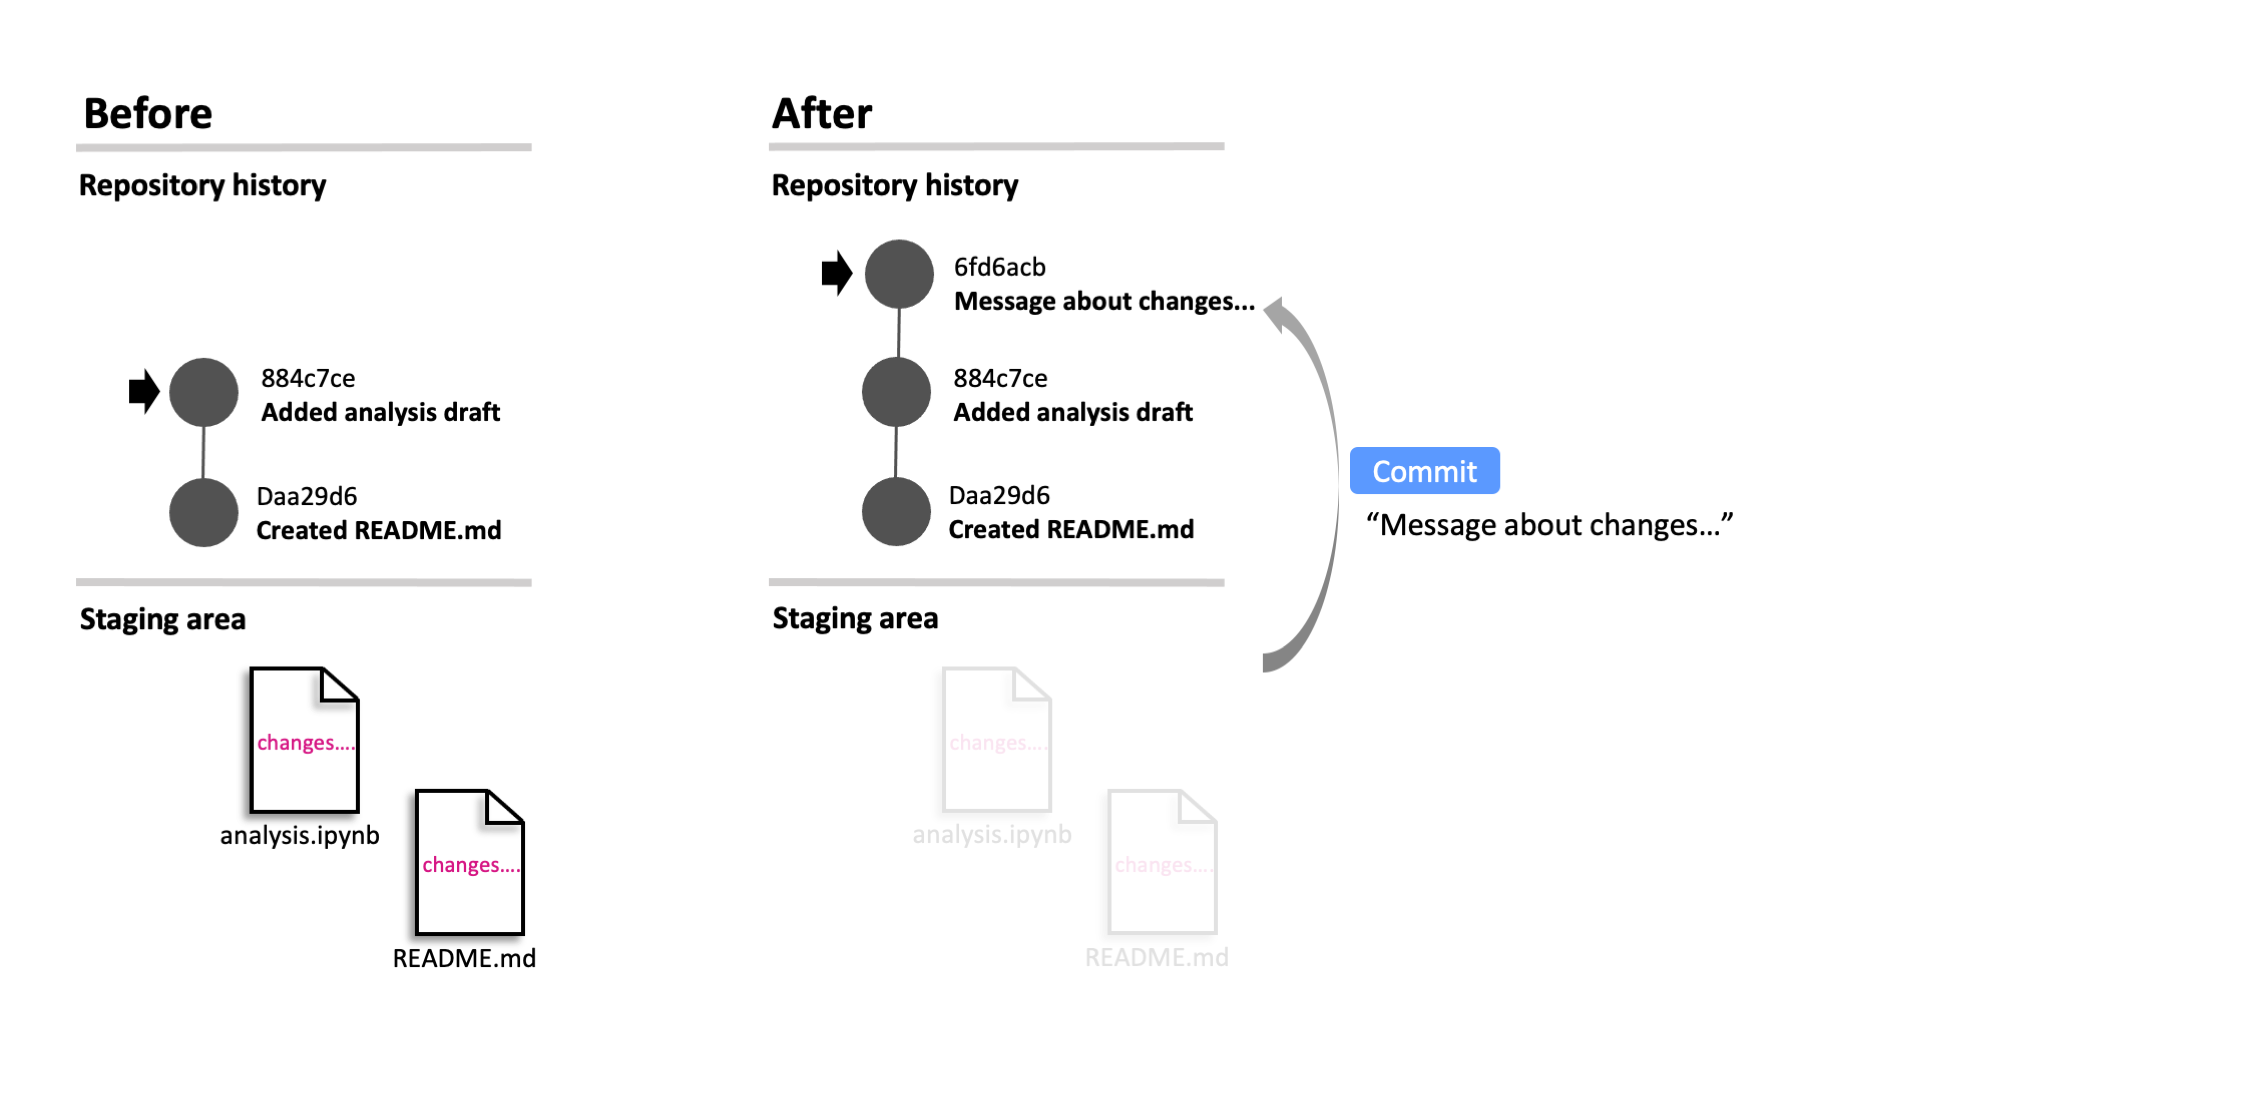 Before
Repository history
884c7ce
Added analysis draft
Daa29d6
Created README.md
Staging area
changes....
analysis.ipynb
changes....
README.md
After
Repository history
6fd6acb
Message about changes...
884c7ce
Added analysis draft
Daa29d6
Created README.md
Staging area
changes....
analysis.ipynb
changes....
README.md
Commit
“Message about changes...”